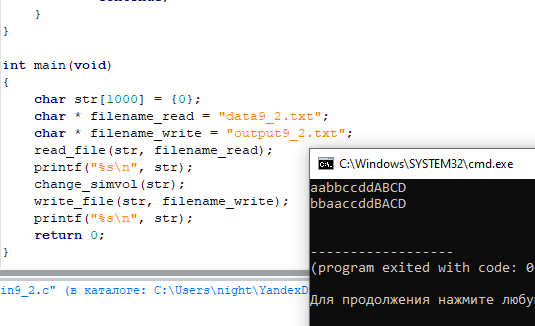 }
}
int main(void)
{
char str[1000] = {0};
char * filename_read = "data9_2.txt";
char * filename_write = "output9_2.txt";
read_file(str, filename_read);
printf("%s\n", str);
change_simvol(str);
write_file(str, filename_write);
printf("%s\n", str);
return 0;
}
C:\Windows\SYSTEM32\cmd.exe
aabbccddABCD
bbaaccddBACD
------------------
(program exited with code: 0
Для продолжения нажмите любу
in9_2.c" (в каталоге: C:\Users\night\YandexD